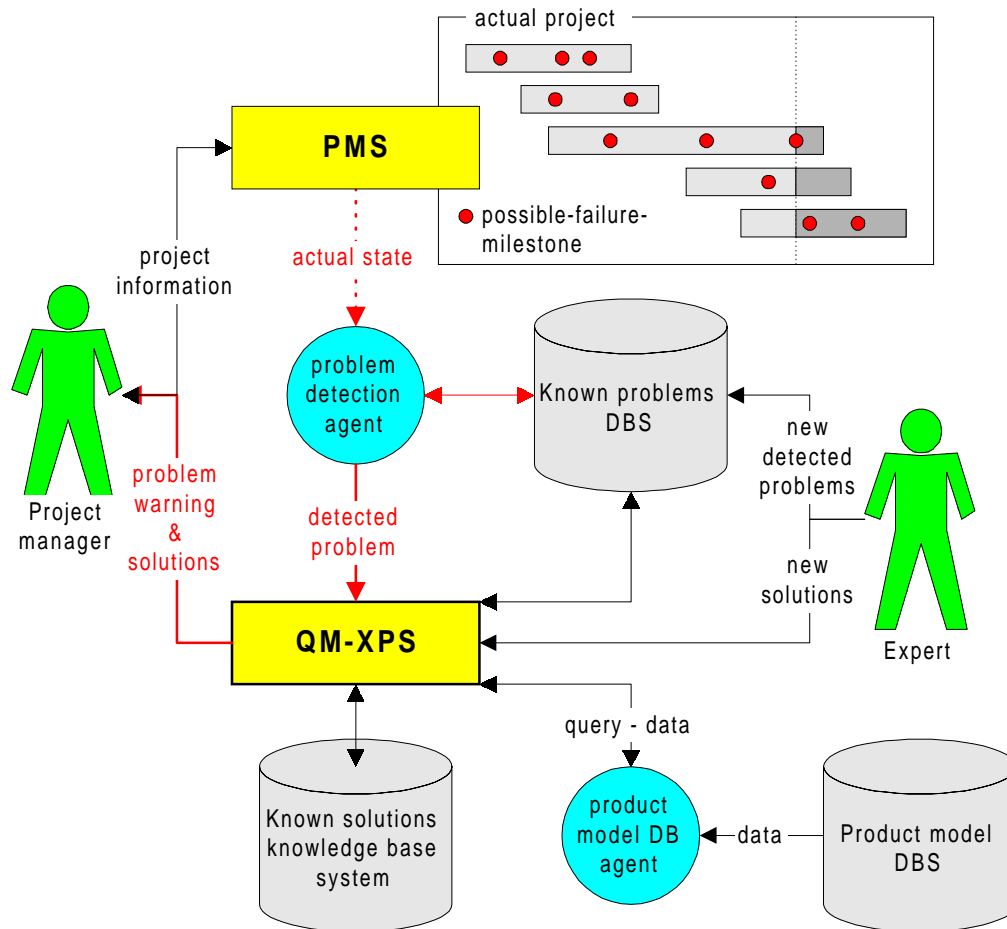 actual project
PMS
possible-failure-
milestone
project
information
actual state
problem
detection
agent
Known problems
DBS
new
detected
problems
Project
manager
problem
warning
&
solutions
detected
problem
new
solutions
Expert
QM-XPS
query - data
Known solutions
knowledge base
system
product
model DB
agent
data
Product model
DBS